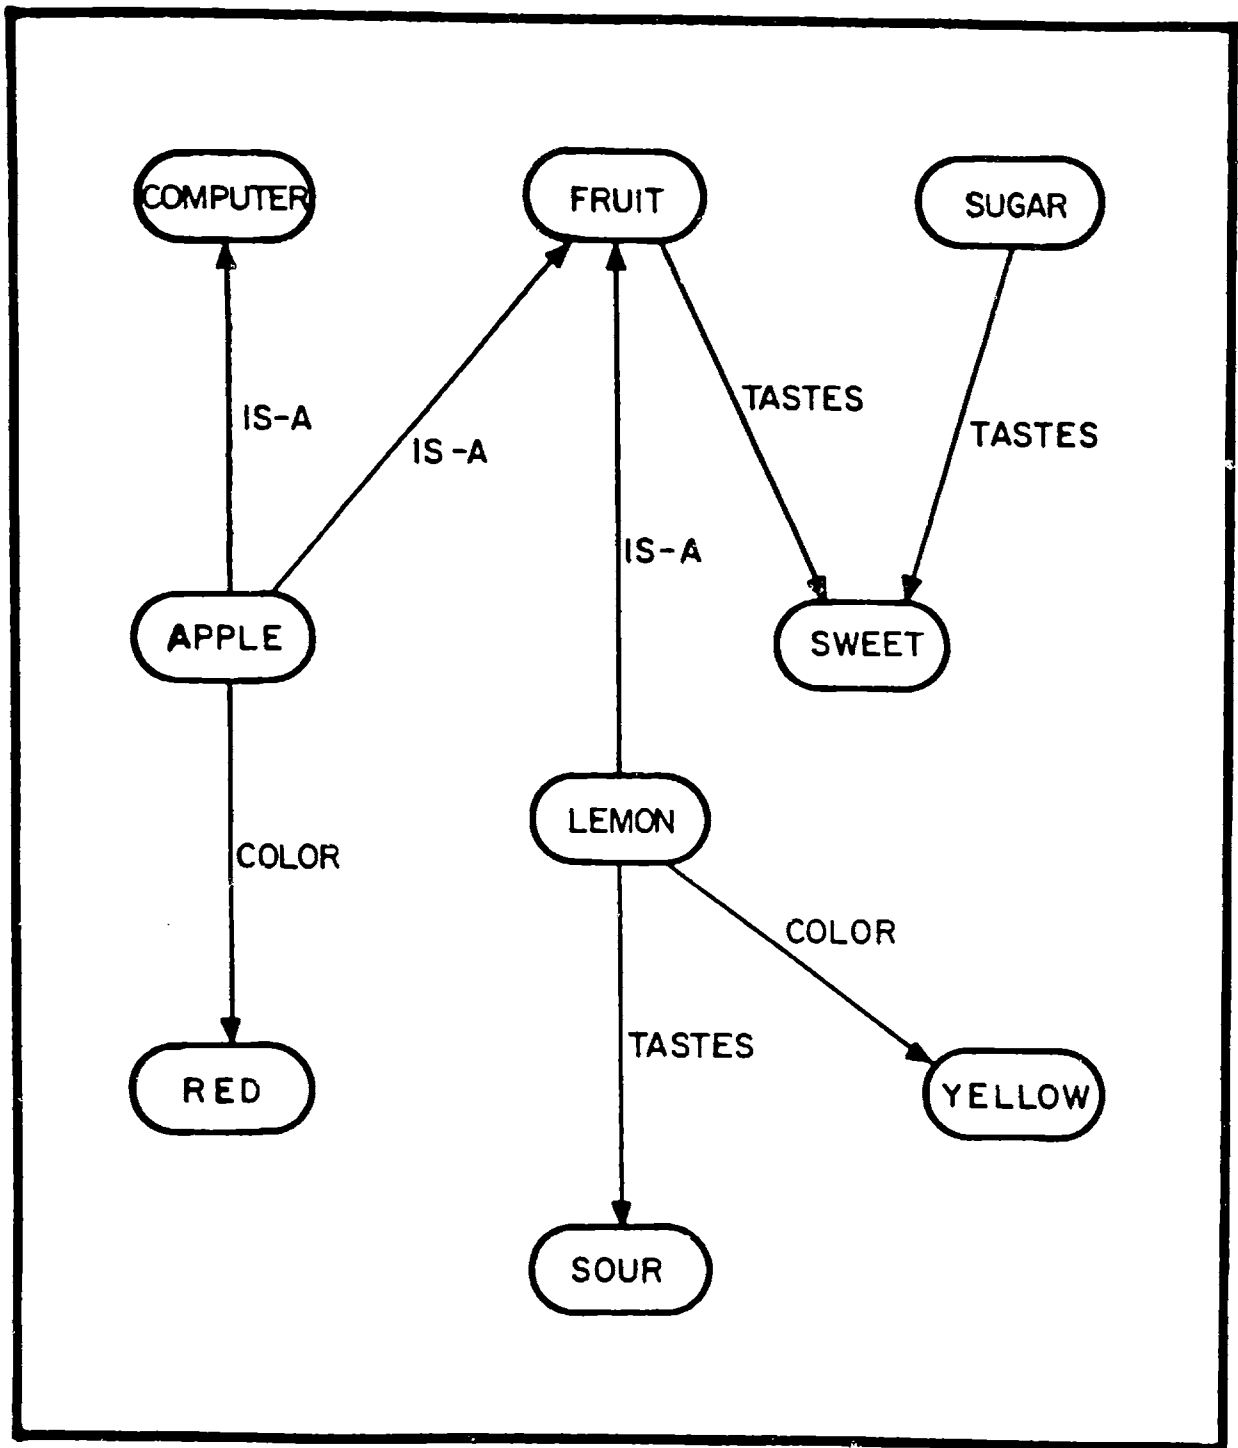 COMPUTER
FRUIT
SUGAR
TASTES
IS-A
TASTES
IS-A
IS-A
APPLE
SWEET
LEMON
COLOR
COLOR
TASTES
RED
YELLOW
SOUR